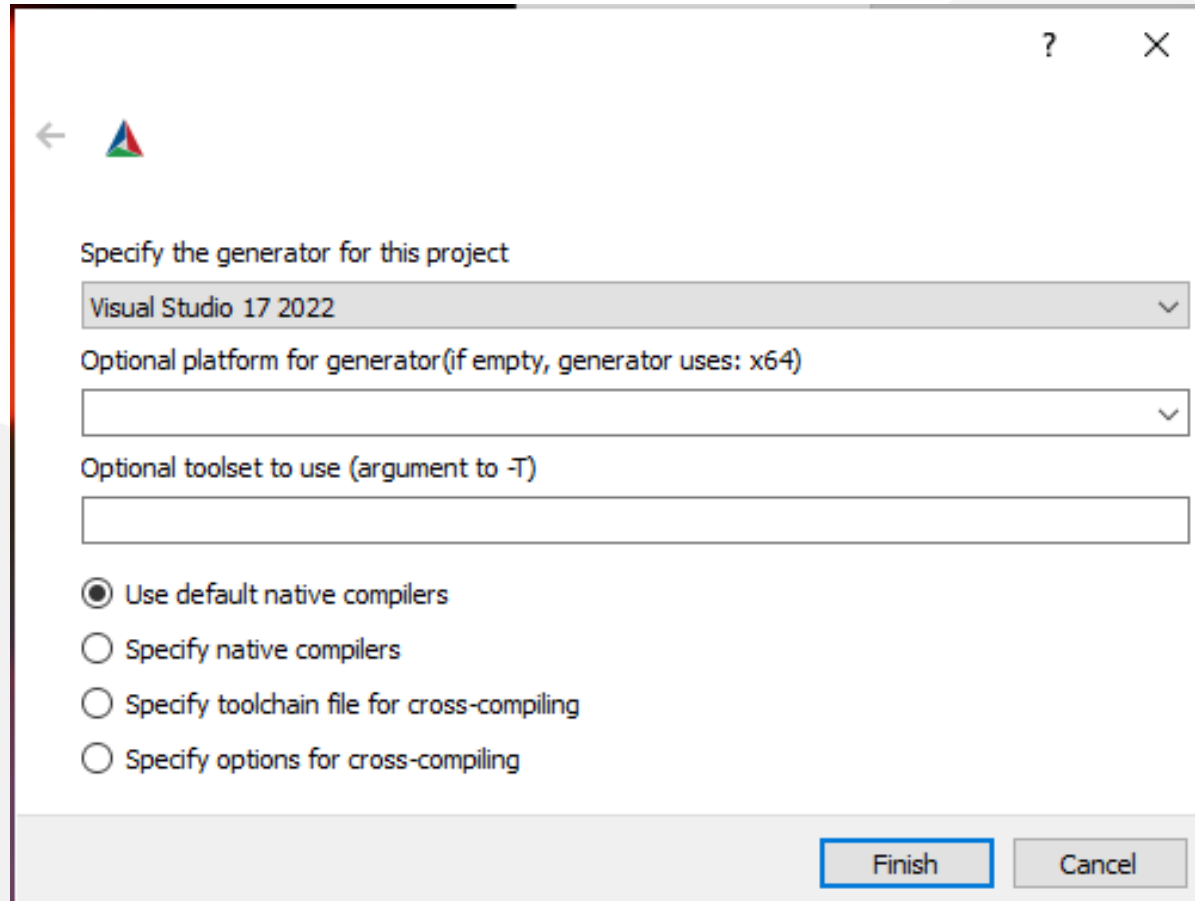 ?
Specify the generator for this project
Visual Studio 17 2022
Optional platform for generator(if empty, generator uses: x64)
Optional toolset to use (argument to -T)
Use default native compilers
Specify native compilers
Specify toolchain file for cross-compiling
Specify options for cross-compiling
Finish Cancel